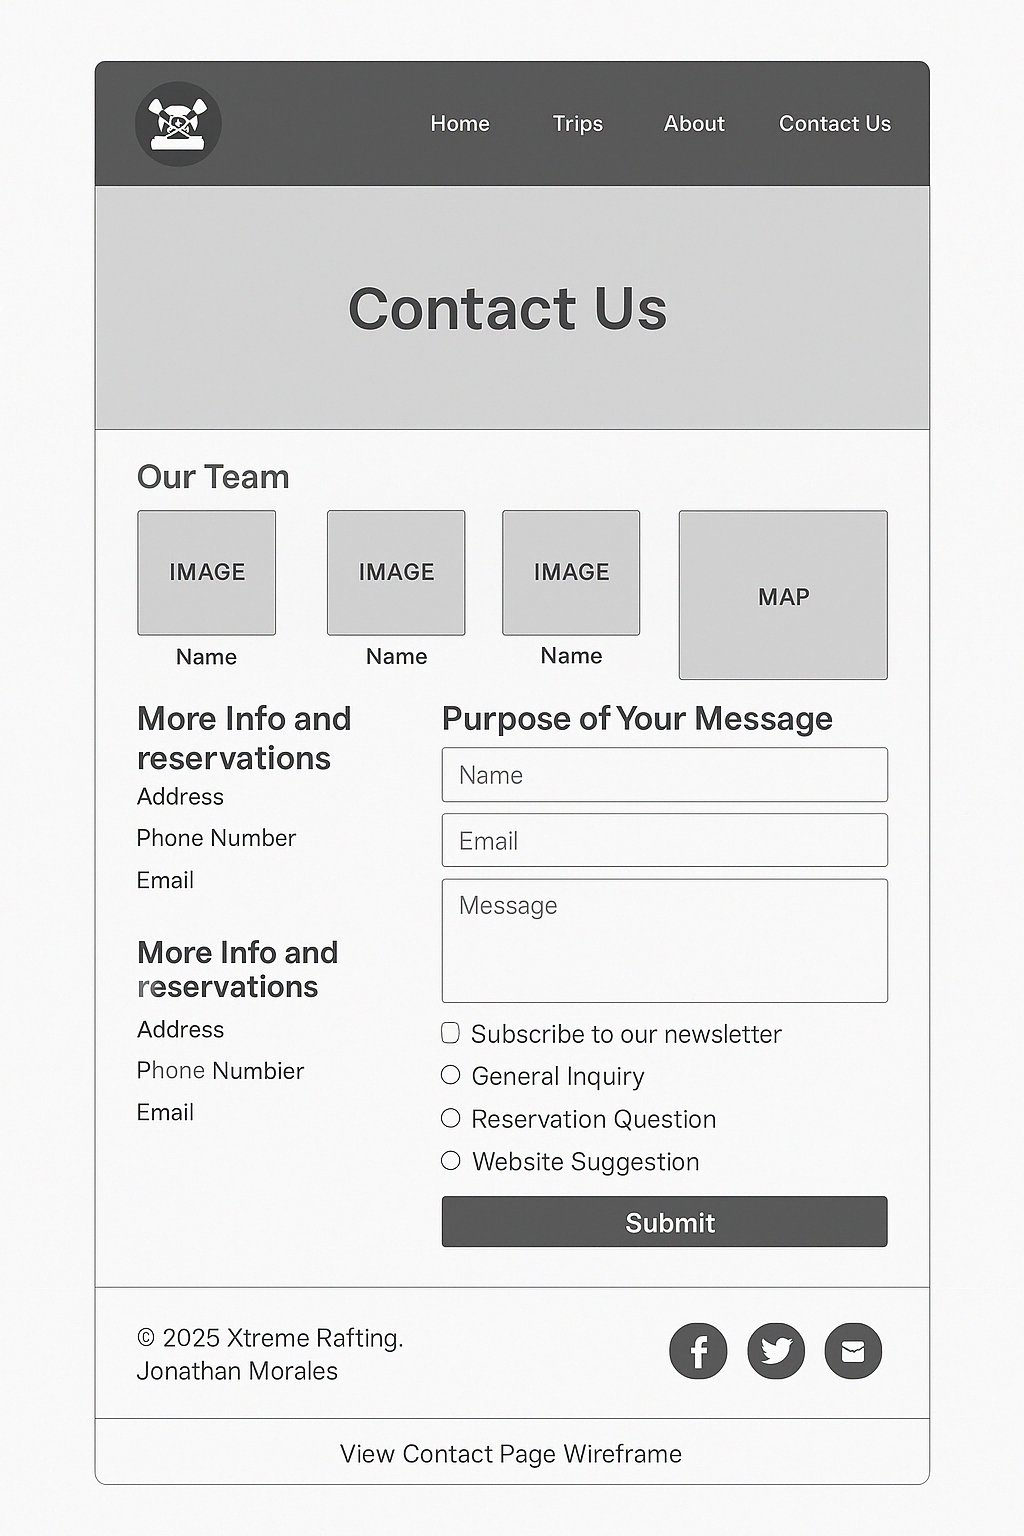 Home Trips About Contact Us
Contact Us
Our Team
IMAGE IMAGE IMAGE MAP
Name Name Name
More Info and
reservations
Address
Phone Number
Email
More Info and
reservations
Address
Phone Numbier
Email
Purpose of Your Message
Name
Email
Message
Subscribe to our newsletter
General Inquiry
Reservation Question
Website Suggestion
Submit
© 2025 Xtreme Rafting.
Jonathan Morales
View Contact Page Wireframe